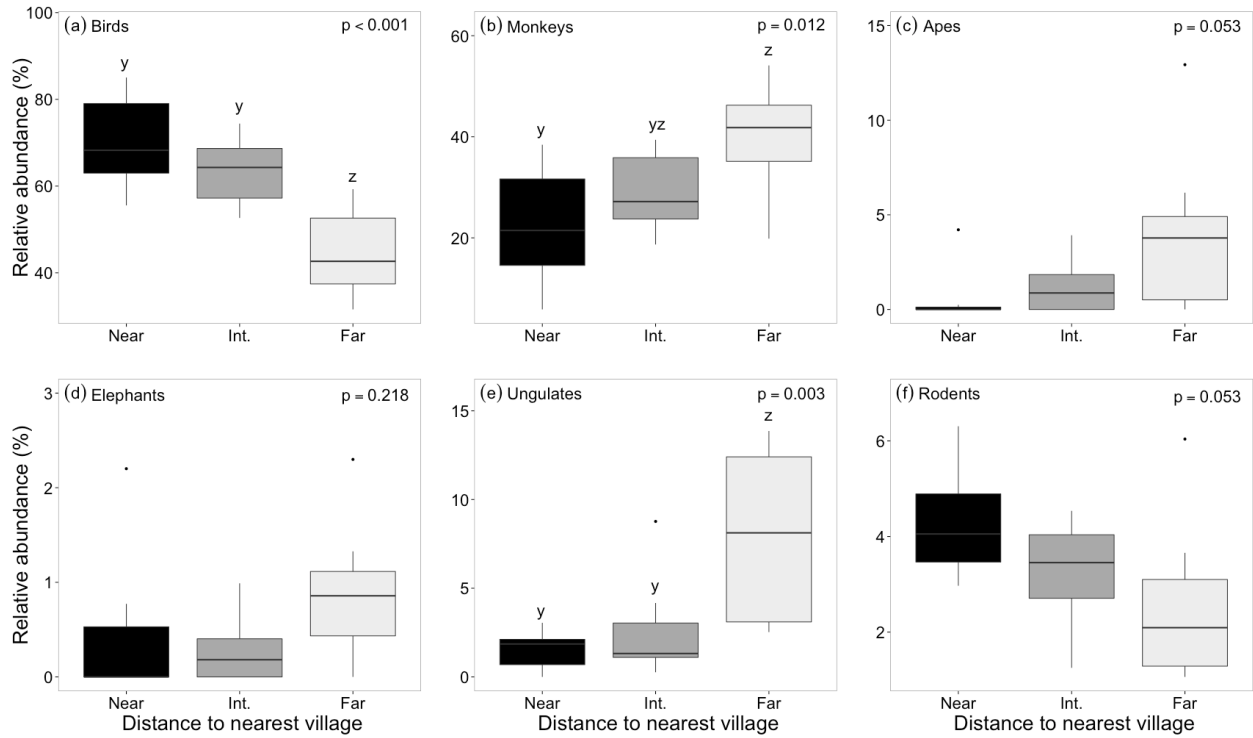 (a) Birds p < 0.001
(b) Monkeys p = 0.012
(c) Apes p = 0.053
Relative abundance (%)
100
80
60
40
y
y
z
Near Int. Far
60
40
20
y
yz
z
Near Int. Far
15
10
5
0
Near Int. Far
(d) Elephants p = 0.218
(e) Ungulates p = 0.003
(f) Rodents p = 0.053
Relative abundance (%)
3
2
1
0
Near Int. Far
Distance to nearest village
15
10
5
0
y
y
z
Near Int. Far
Distance to nearest village
6
4
2
Near Int. Far
Distance to nearest village